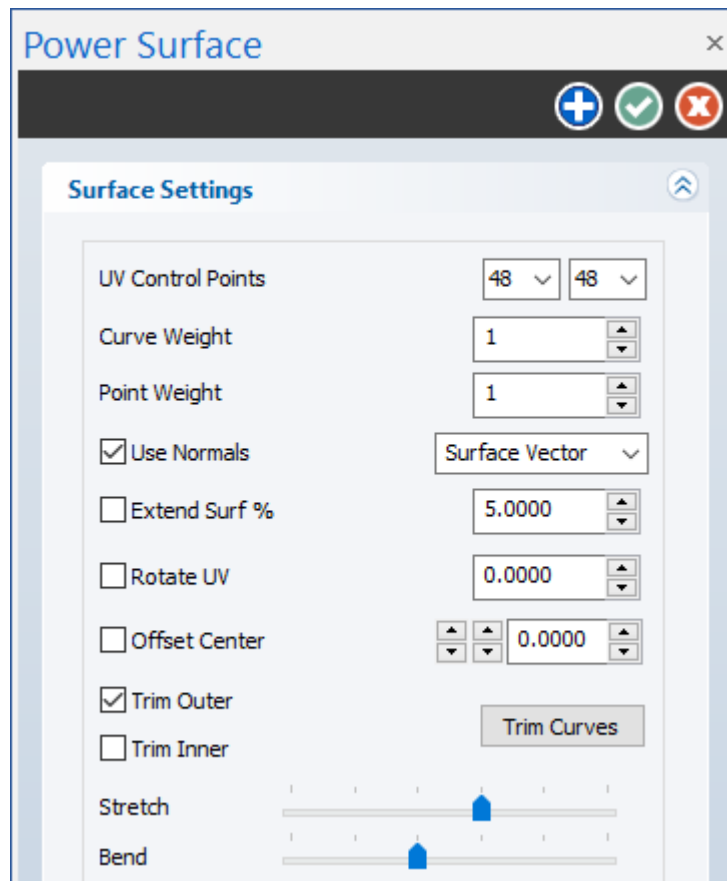 Power Surface
Surface Settings
UV Control Points 48 48
Curve Weight 1
Point Weight 1
Use Normals Surface Vector
Extend Surf % 5.0000
Rotate UV 0.0000
Offset Center 0.0000
Trim Outer
Trim Curves
Trim Inner
Stretch
Bend